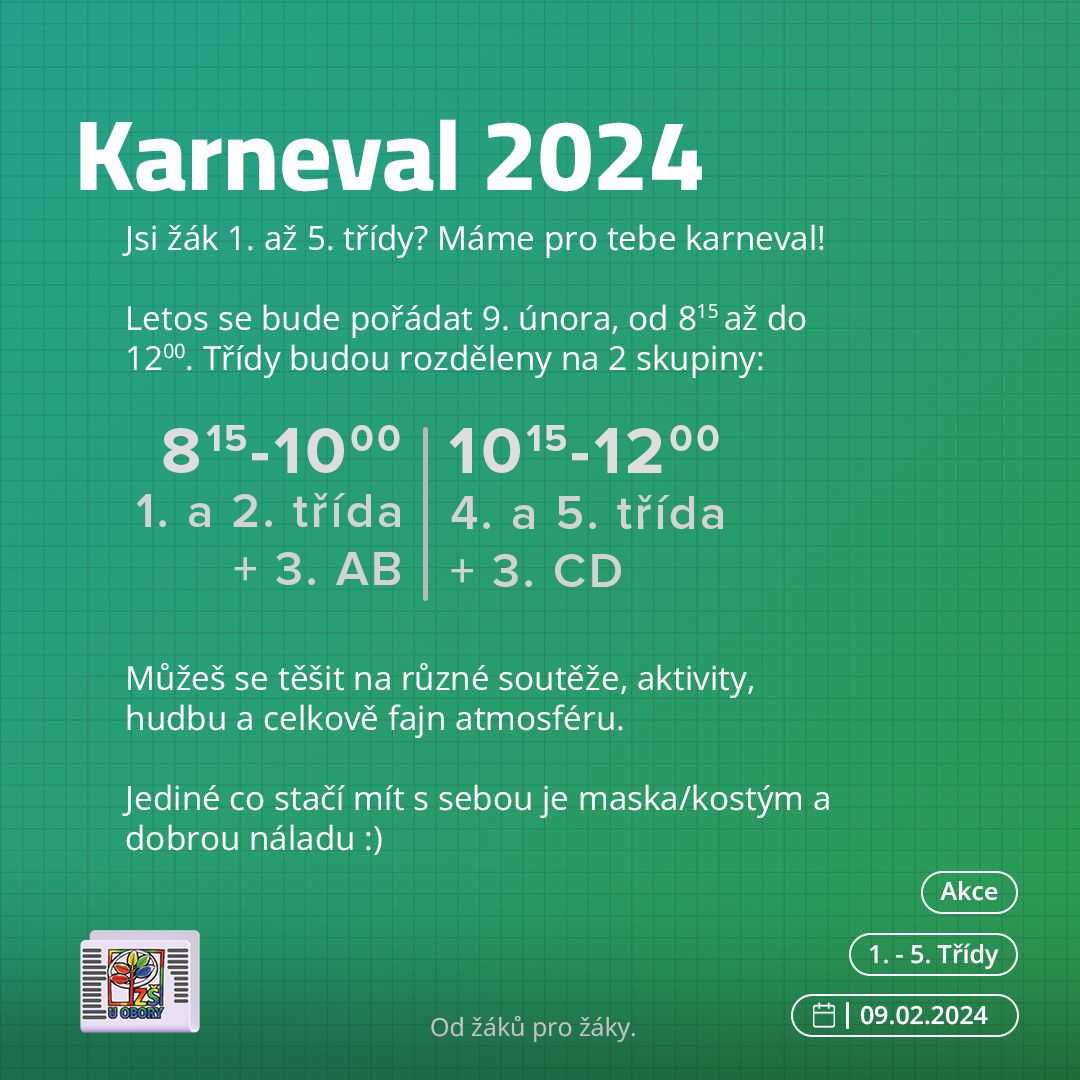 Karneval 2024
Jsi žák 1. až 5. třídy? Máme pro tebe karneval!
Letos se bude pořádat 9. února, od 8¹⁵ až do
12⁰⁰. Třídy budou rozděleny na 2 skupiny:
8¹⁵-10⁰⁰
1. a 2. třída
+ 3. AB
10¹⁵-12⁰⁰
4. a 5. třída
+ 3. CD
Můžeš se těšit na různé soutěže, aktivity,
hudbu a celkově fajn atmosféru.
Jediné co stačí mít s sebou je maska/kostým a
dobrou náladu :)
Akce
1. - 5. Třídy
09.02.2024
ZŠ
U OBORY
Od žáků pro žáky.